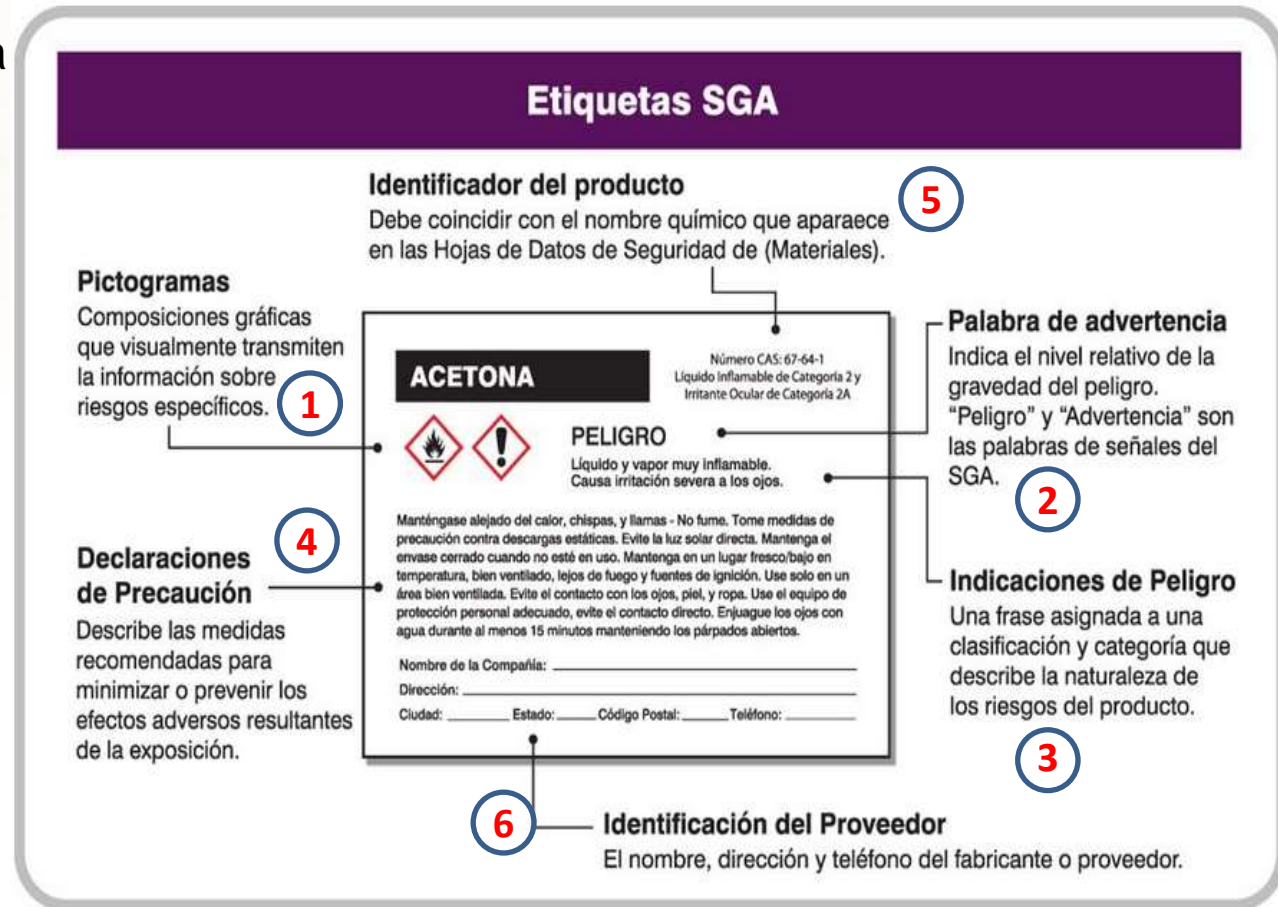 a
Etiquetas SGA
Identificador del producto
Debe coincidir con el nombre químico que aparaece
en las Hojas de Datos de Seguridad de (Materiales).
5
Pictogramas
Composiciones gráficas
que visualmente transmiten
la información sobre
riesgos específicos.
1
Palabra de advertencia
Indica el nivel relativo de la
gravedad del peligro.
“Peligro” y “Advertencia” son
las palabras de señales del
SGA.
2
ACETONA
Número CAS: 67-64-1
Líquido Inflamable de Categoría 2 y
Irritante Ocular de Categoría 2A
PELIGRO
Líquido y vapor muy inflamable.
Causa irritación severa a los ojos.
Manténgase alejado del calor, chispas, y llamas - No fume. Tome medidas de
precaución contra descargas estáticas. Evite la luz solar directa. Mantenga el
envase cerrado cuando no esté en uso. Mantenga en un lugar fresco/bajo en
temperatura, bien ventilado, lejos de fuego y fuentes de ignición. Use solo en un
área bien ventilada. Evite el contacto con los ojos, piel, y ropa. Use el equipo de
protección personal adecuado, evite el contacto directo. Enjuague los ojos con
agua durante al menos 15 minutos manteniendo los párpados abiertos.
Nombre de la Compañía:
Dirección:
Ciudad: Estado: Código Postal: Teléfono:
4
Declaraciones
de Precaución
Describe las medidas
recomendadas para
minimizar o prevenir los
efectos adversos resultantes
de la exposición.
Indicaciones de Peligro
Una frase asignada a una
clasificación y categoría que
describe la naturaleza de
los riesgos del producto.
3
6
Identificación del Proveedor
El nombre, dirección y teléfono del fabricante o proveedor.